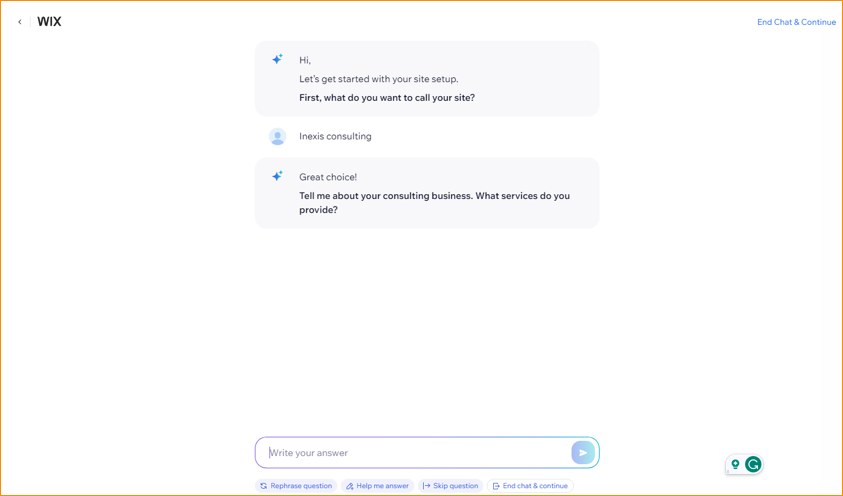 WIX
End Chat & Continue
Hi,
Let's get started with your site setup.
First, what do you want to call your site?
Inexis consulting
Great choice!
Tell me about your consulting business. What services do you
provide?
Write your answer
Rephrase question
Help me answer
Skip question
End chat & continue